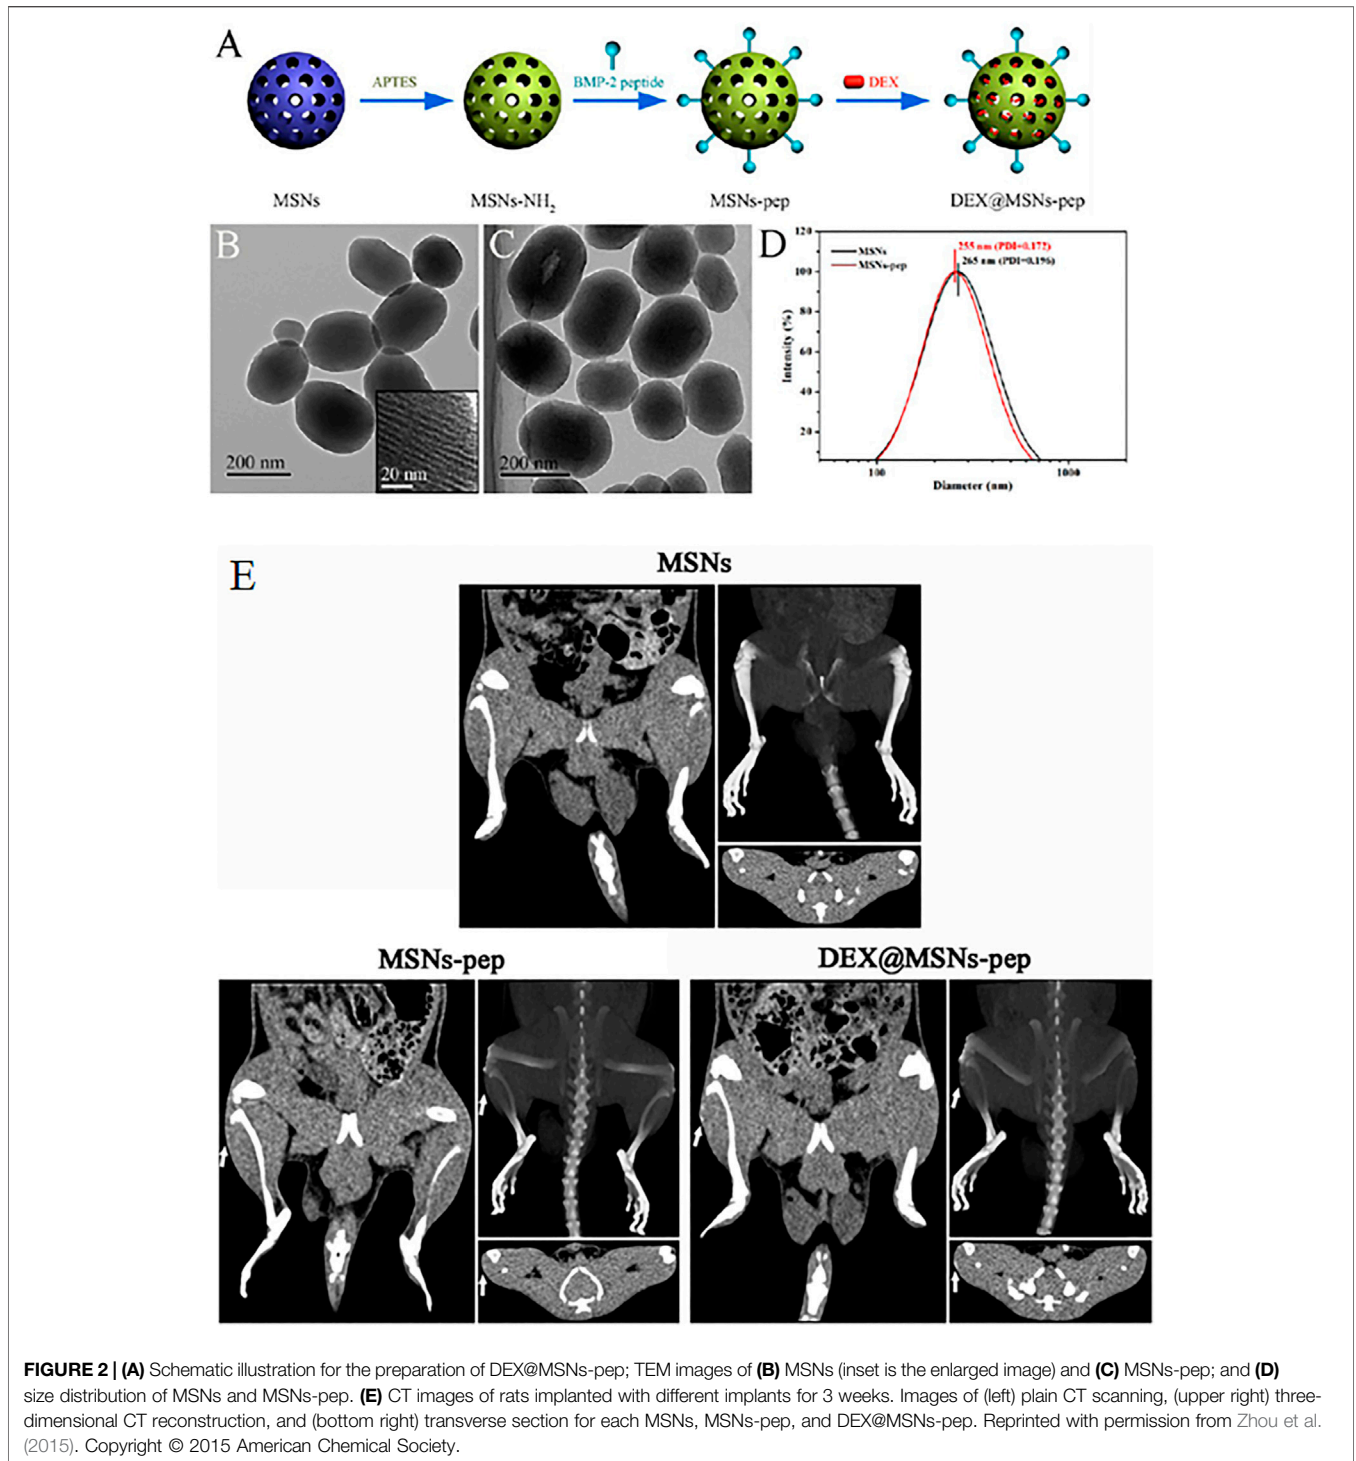 A
APTES
BMP-2 peptide
DEX
MSNs
MSNs-NH2
MSNs-pep
DEX@MSNs-pep
B
200 nm
20 nm
C
200 nm
D
MSNs
MSNs-pep
255 nm (PDI=0.172)
265 nm (PDI=0.196)
120
100
80
60
40
20
Intensity (%)
100
1000
Diameter (nm)
E
MSNs
MSNs-pep
DEX@MSNs-pep
FIGURE 2 | (A) Schematic illustration for the preparation of DEX@MSNs-pep; TEM images of (B) MSNs (inset is the enlarged image) and (C) MSNs-pep; and (D)
size distribution of MSNs and MSNs-pep. (E) CT images of rats implanted with different implants for 3 weeks. Images of (left) plain CT scanning, (upper right) three-
dimensional CT reconstruction, and (bottom right) transverse section for each MSNs, MSNs-pep, and DEX@MSNs-pep. Reprinted with permission from Zhou et al.
(2015). Copyright © 2015 American Chemical Society.